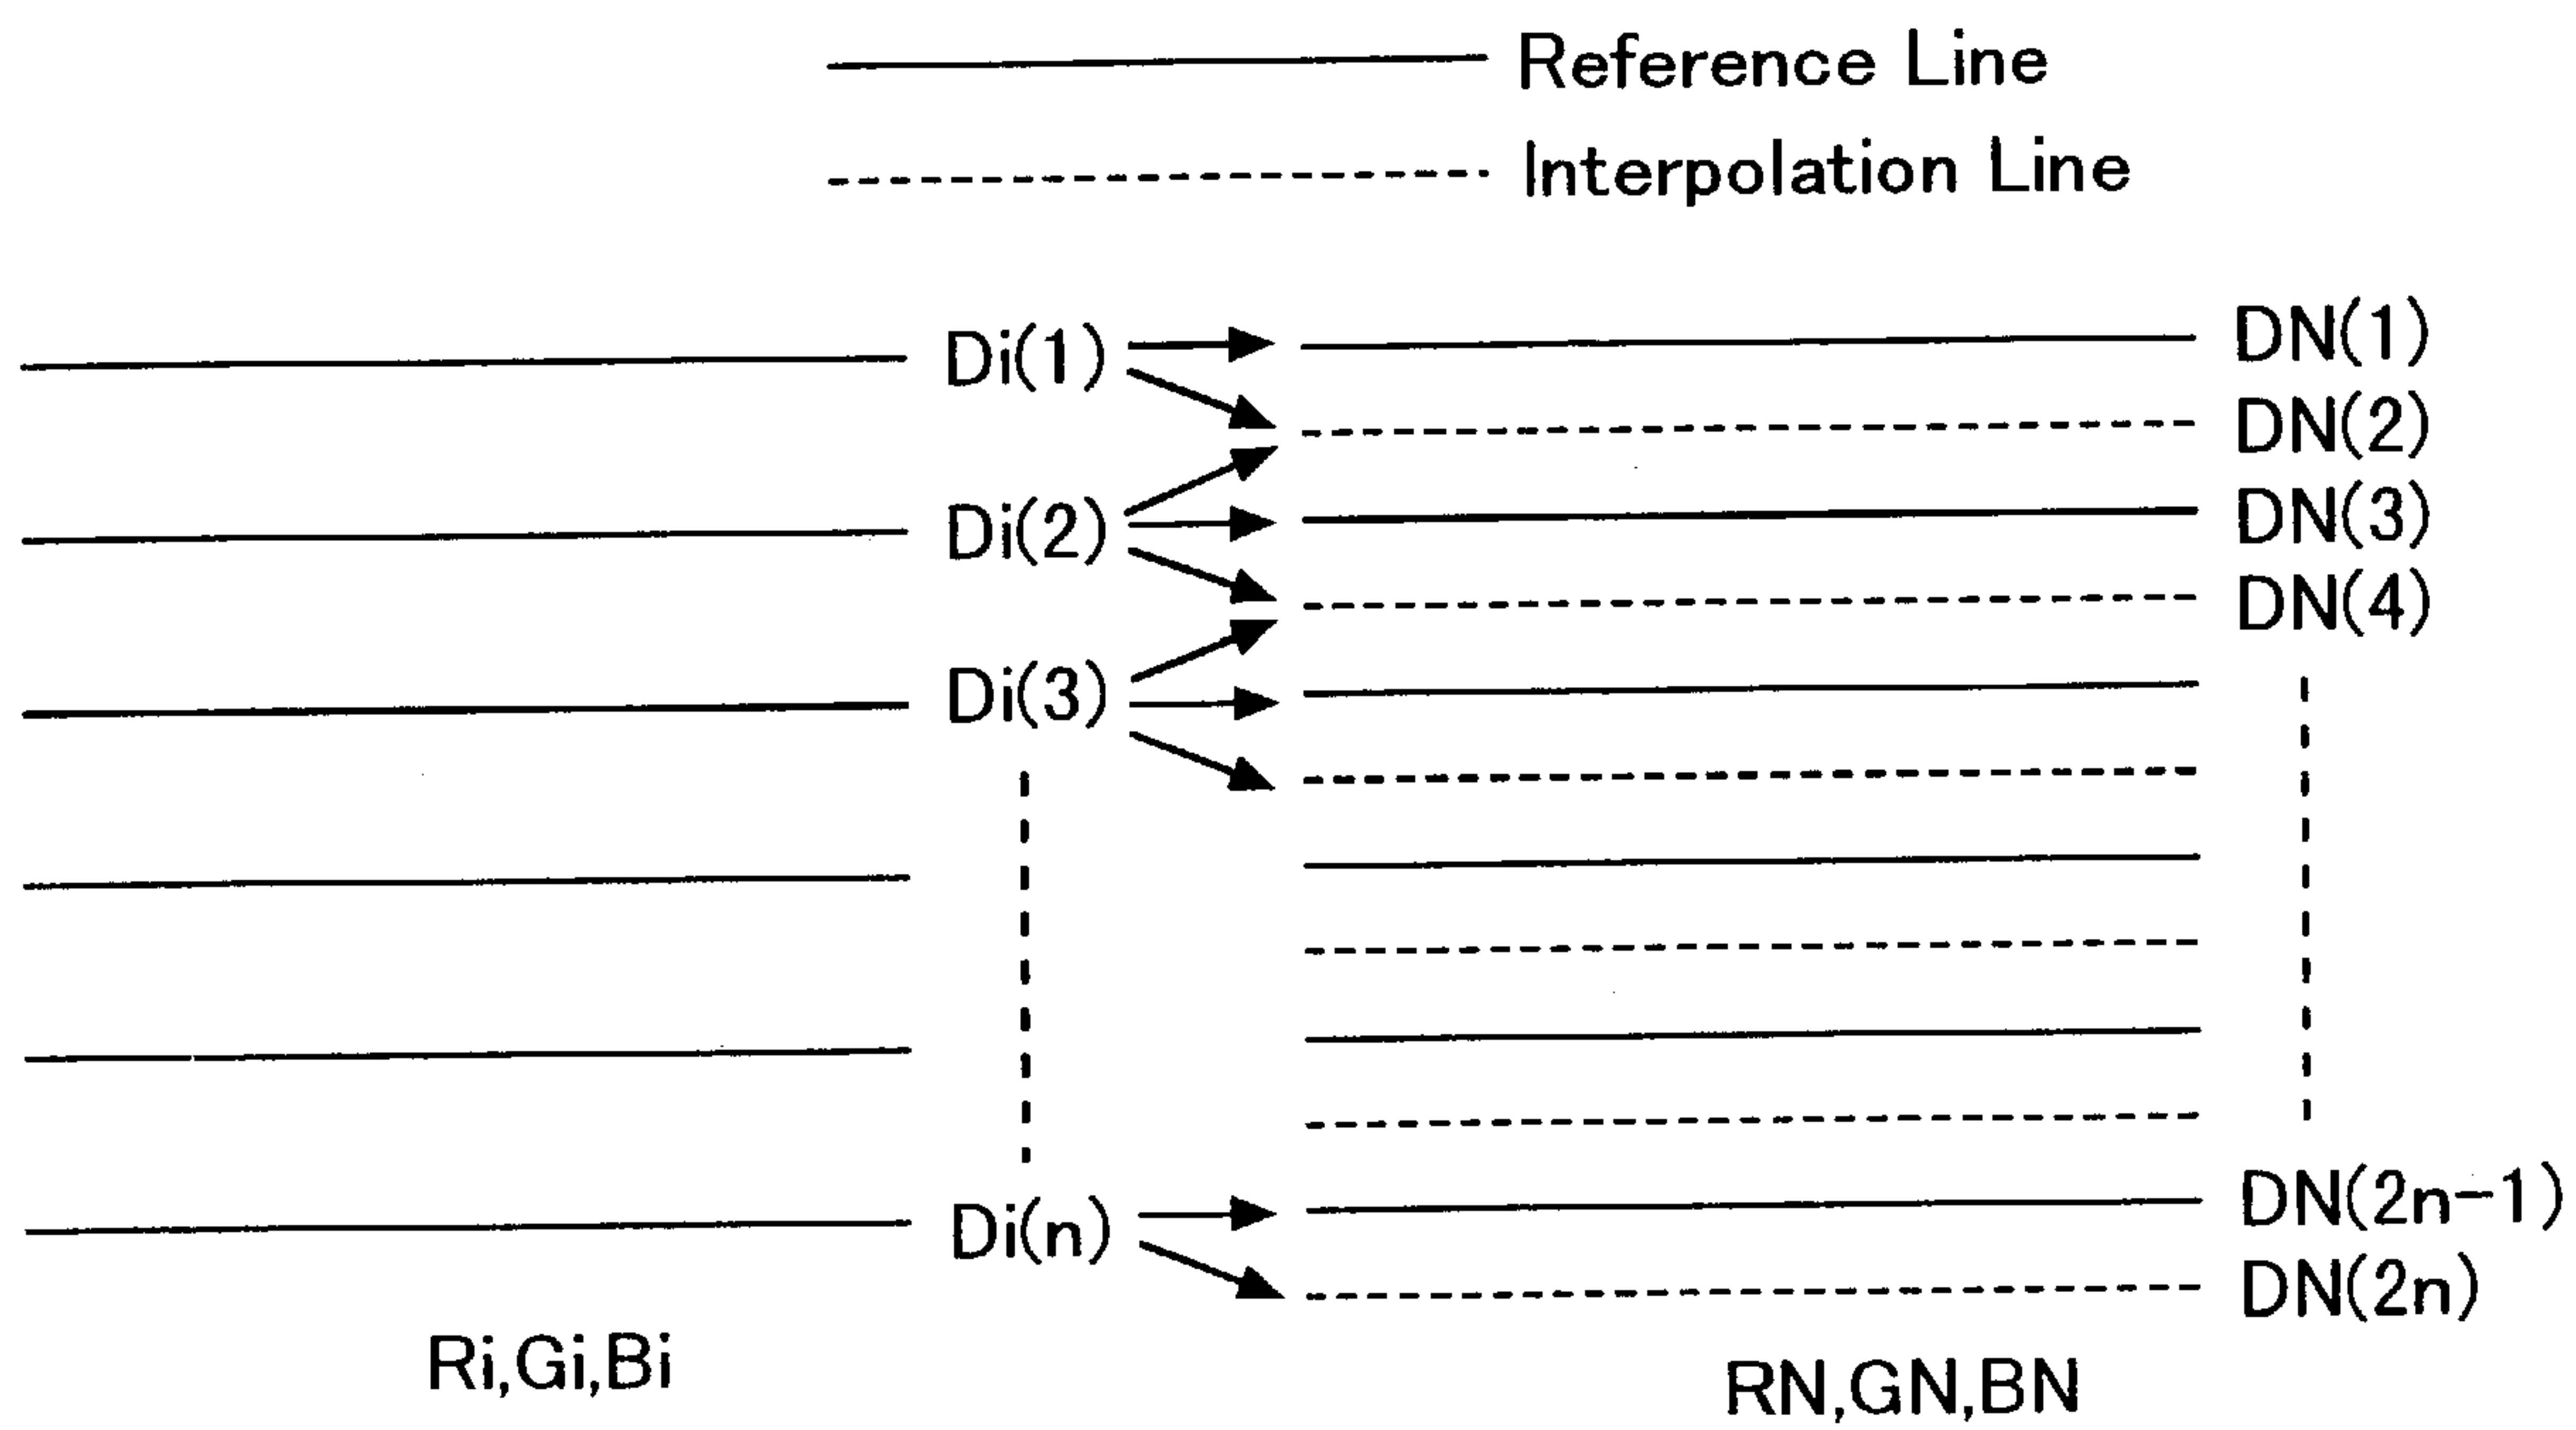 Reference Line
Interpolation Line
Di(1)
DN(1)
DN(2)
Di(2)
DN(3)
DN(4)
Di(3)
Di(n)
DN(2n-1)
DN(2n)
Ri,Gi,Bi
RN,GN,BN